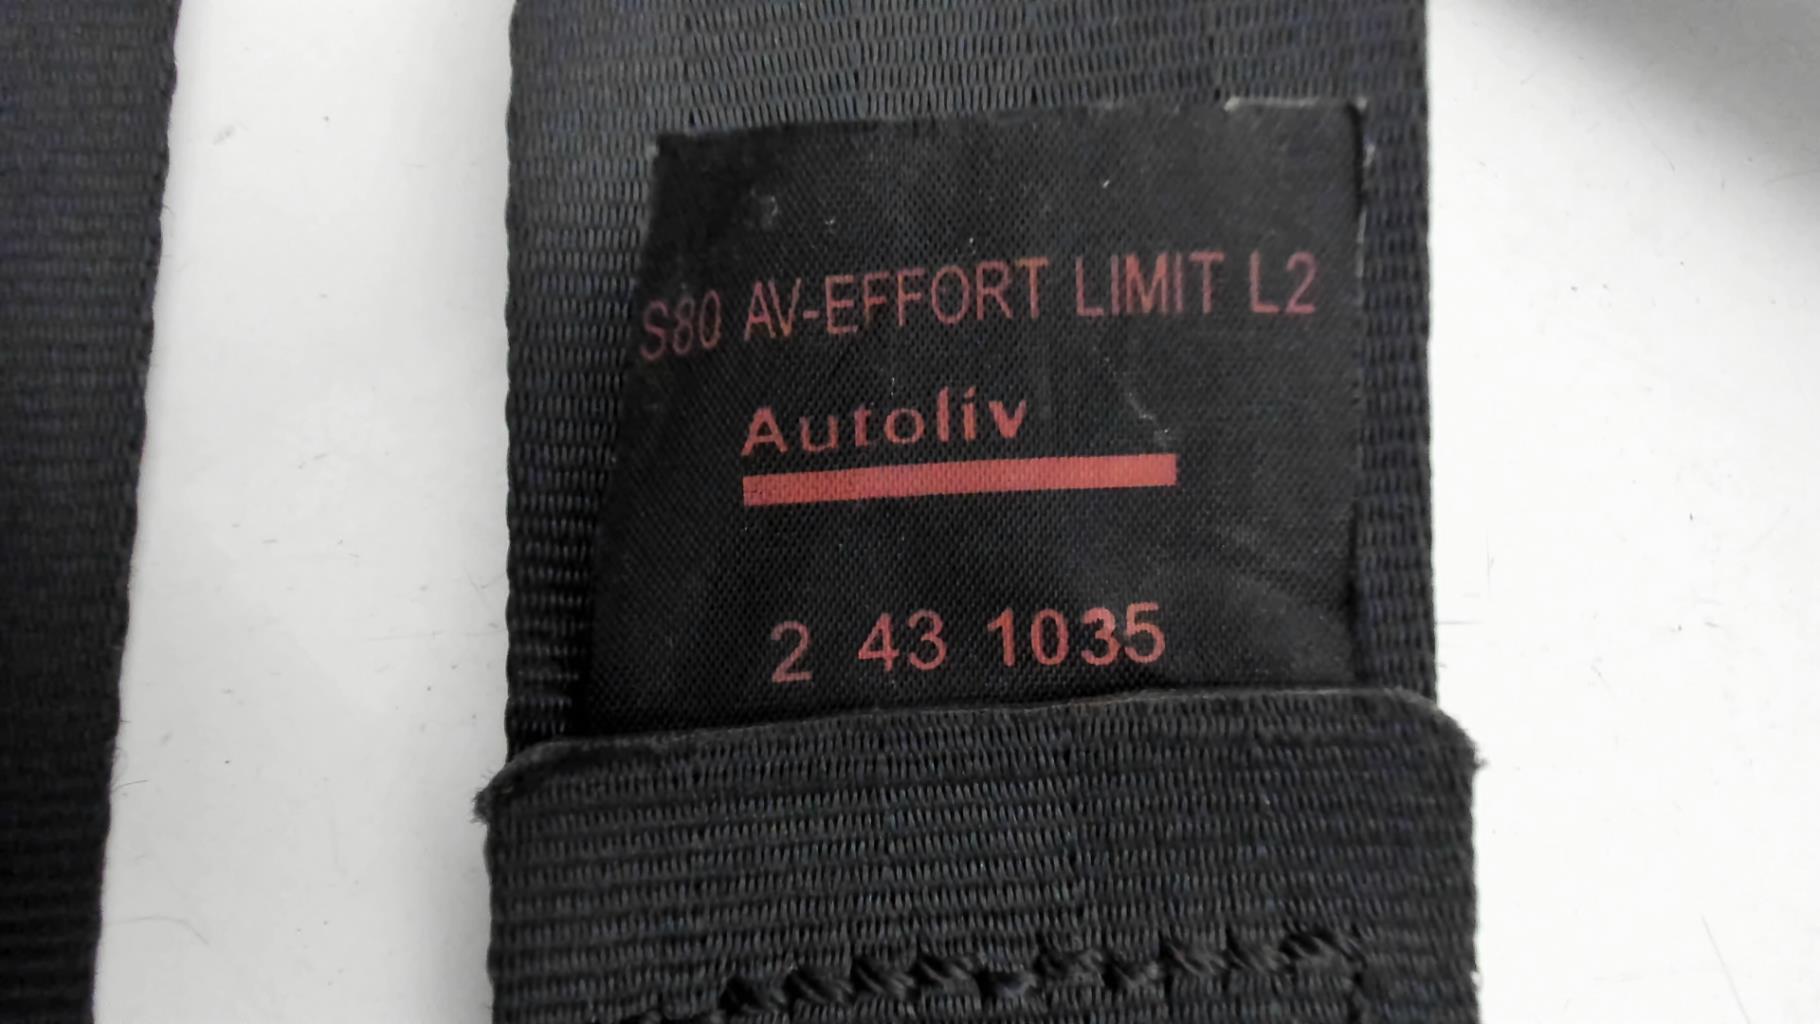 S80 AV-EFFORT LIMIT L2
Autoliv
2 43 1035